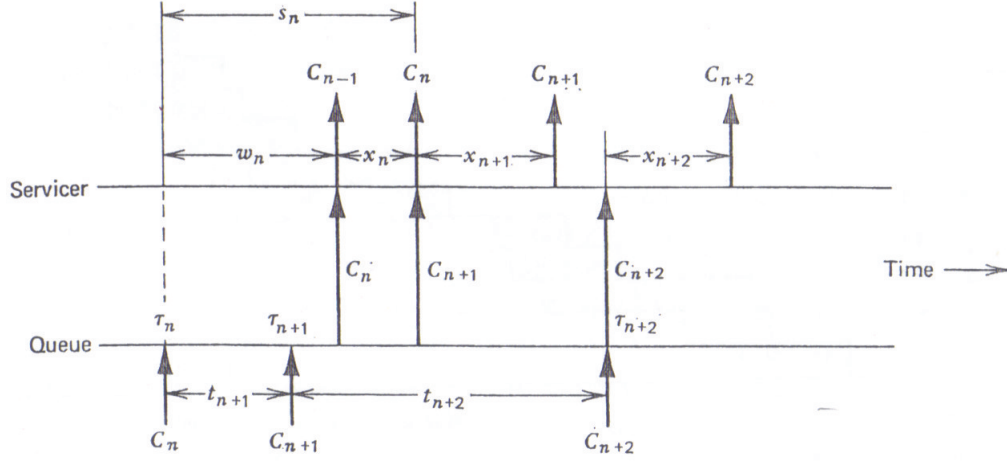 s_n
C_{n-1} C_n C_{n+1} C_{n+2}
w_n x_n x_{n+1} x_{n+2}
Servicer
C_n C_{n+1} C_{n+2} Time
τ_n τ_{n+1} τ_{n+2}
Queue
t_{n+1} t_{n+2}
C_n C_{n+1} C_{n+2}